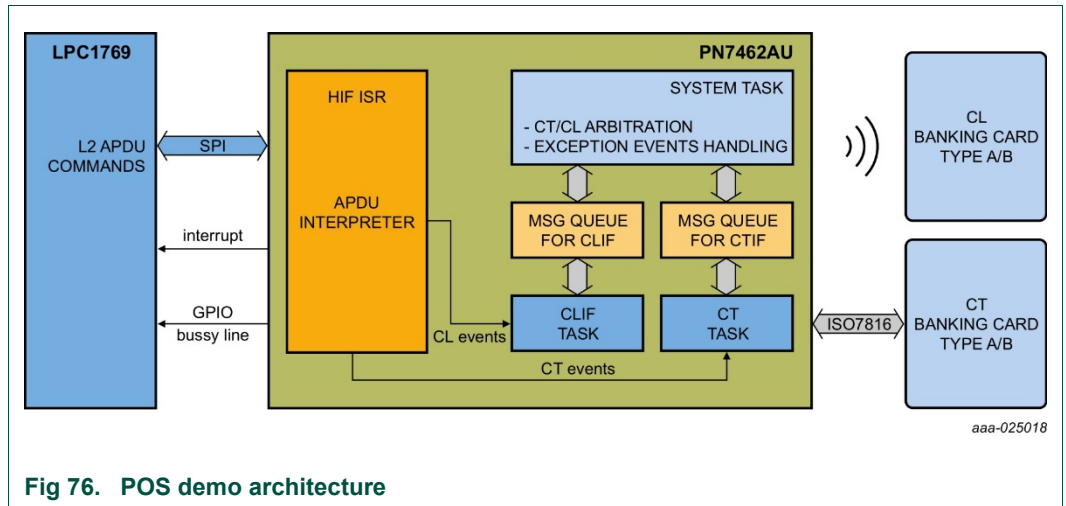 LPC1769
L2 APDU
COMMANDS
SPI
interrupt
GPIO
bussy line
PN7462AU
HIF ISR
APDU
INTERPRETER
SYSTEM TASK
- CT/CL ARBITRATION
- EXCEPTION EVENTS HANDLING
MSG QUEUE
FOR CLIF
MSG QUEUE
FOR CTIF
CLIF
TASK
CT
TASK
CL events
CT events
ISO7816
CL
BANKING CARD
TYPE A/B
CT
BANKING CARD
TYPE A/B
aaa-025018
Fig 76. POS demo architecture